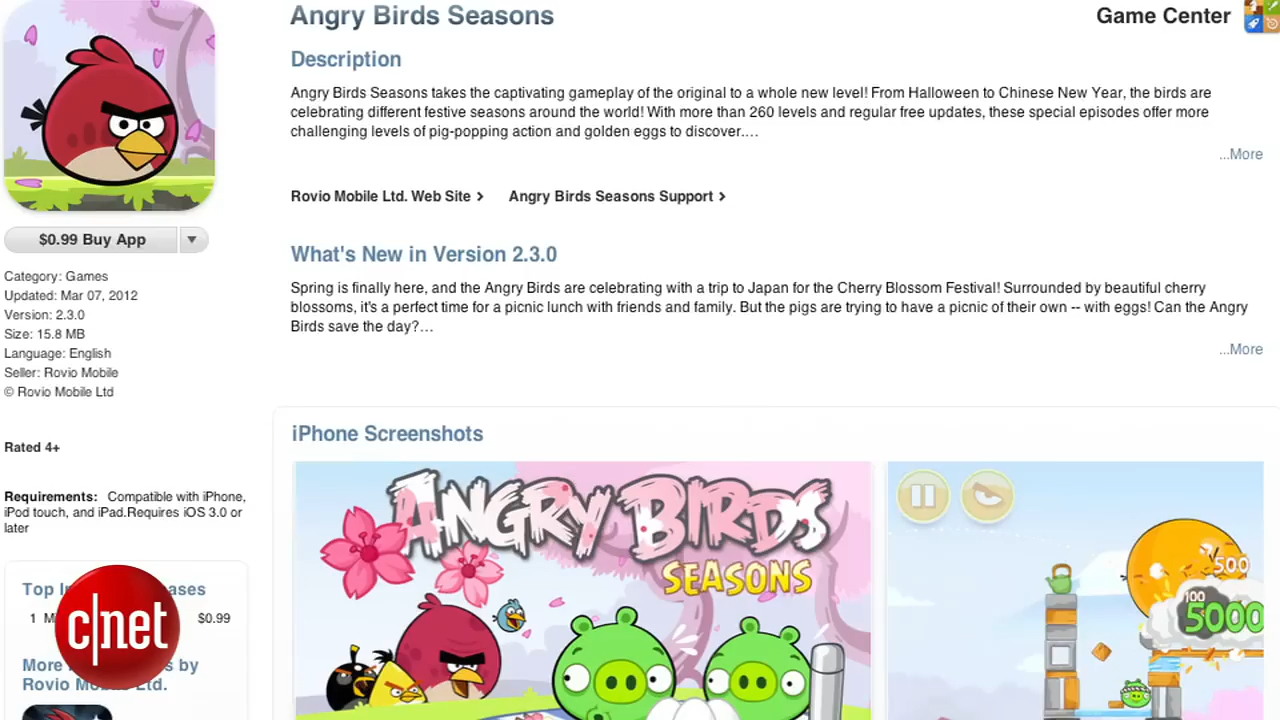 Angry Birds Seasons
Game Center
Description
Angry Birds Seasons takes the captivating gameplay of the original to a whole new level! From Halloween to Chinese New Year, the birds are
celebrating different festive seasons around the world! With more than 260 levels and regular free updates, these special episodes offer more
challenging levels of pig-popping action and golden eggs to discover....
...More
Rovio Mobile Ltd. Web Site
Angry Birds Seasons Support
What's New in Version 2.3.0
Spring is finally here, and the Angry Birds are celebrating with a trip to Japan for the Cherry Blossom Festival! Surrounded by beautiful cherry
blossoms, it's a perfect time for a picnic lunch with friends and family. But the pigs are trying to have a picnic of their own -- with eggs! Can the Angry
Birds save the day?...
...More
$0.99 Buy App
Category: Games
Updated: Mar 07, 2012
Version: 2.3.0
Size: 15.8 MB
Language: English
Seller: Rovio Mobile
© Rovio Mobile Ltd
Rated 4+
Requirements: Compatible with iPhone,
iPod touch, and iPad.Requires iOS 3.0 or
later
Top
1
$0.99
More by
Rovio Ltd.
c|net
iPhone Screenshots
ANGRY BIRDS
SEASONS
500
100
5000